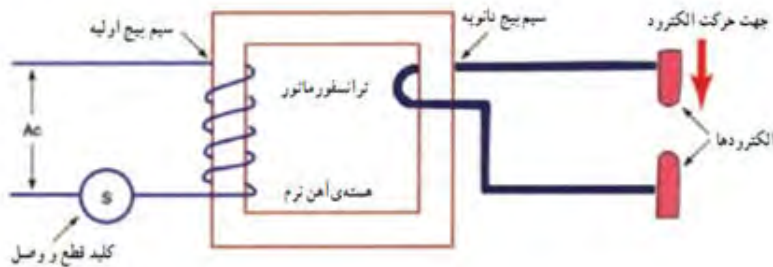 سیم پیچ اولیه
سیم پیچ ثانویه
جهت حرکت الکترود
ترانسفورماتور
الکترودها
Ac
هسته‌ی آهن نرم
S
کلید قطع و وصل